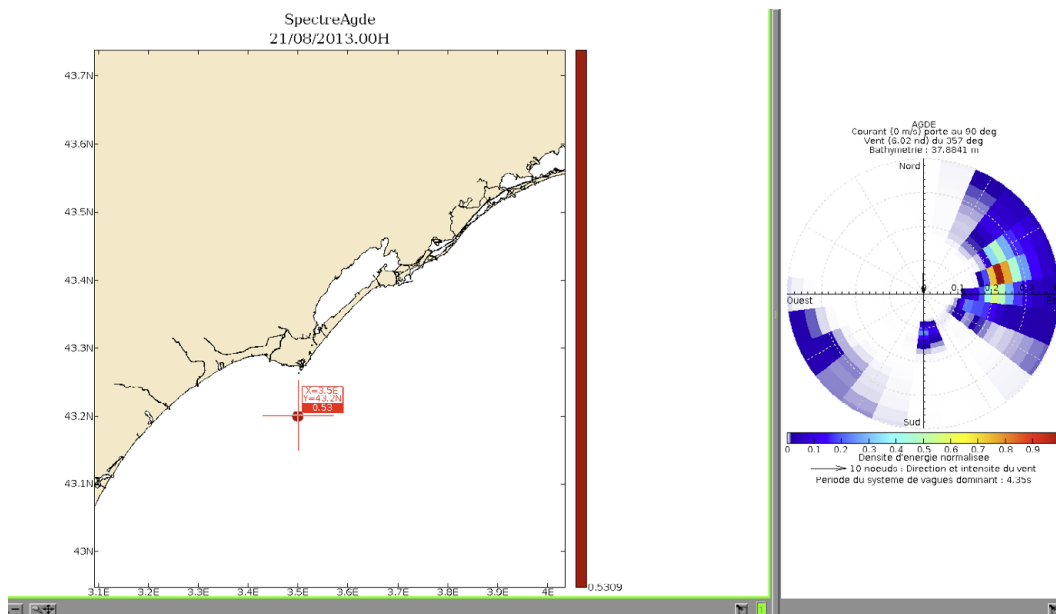 SpectreAgde
21/08/2013.00H
43.7N
43.6N
43.5N
43.4N
43.3N
43.2N
43.1N
43N
3.1E 3.2E 3.3E 3.4E 3.5E 3.6E 3.7E 3.8E 3.9E 4E
X=3.5E
Y=43.2N
0.53
0.5309
AGDE
Courant (0 m/s) porte au 90 deg
Vent (6.02 nd) du 357 deg
Bathymetrie : 37.8841 m
Nord
Ouest
0 0.1 0.2 0.3
Sud
0 0.1 0.2 0.3 0.4 0.5 0.6 0.7 0.8 0.9
Densite d'energie normalisee
10 noeuds : Direction et intensite du vent
Periode du systeme de vagues dominant : 4.35s
1